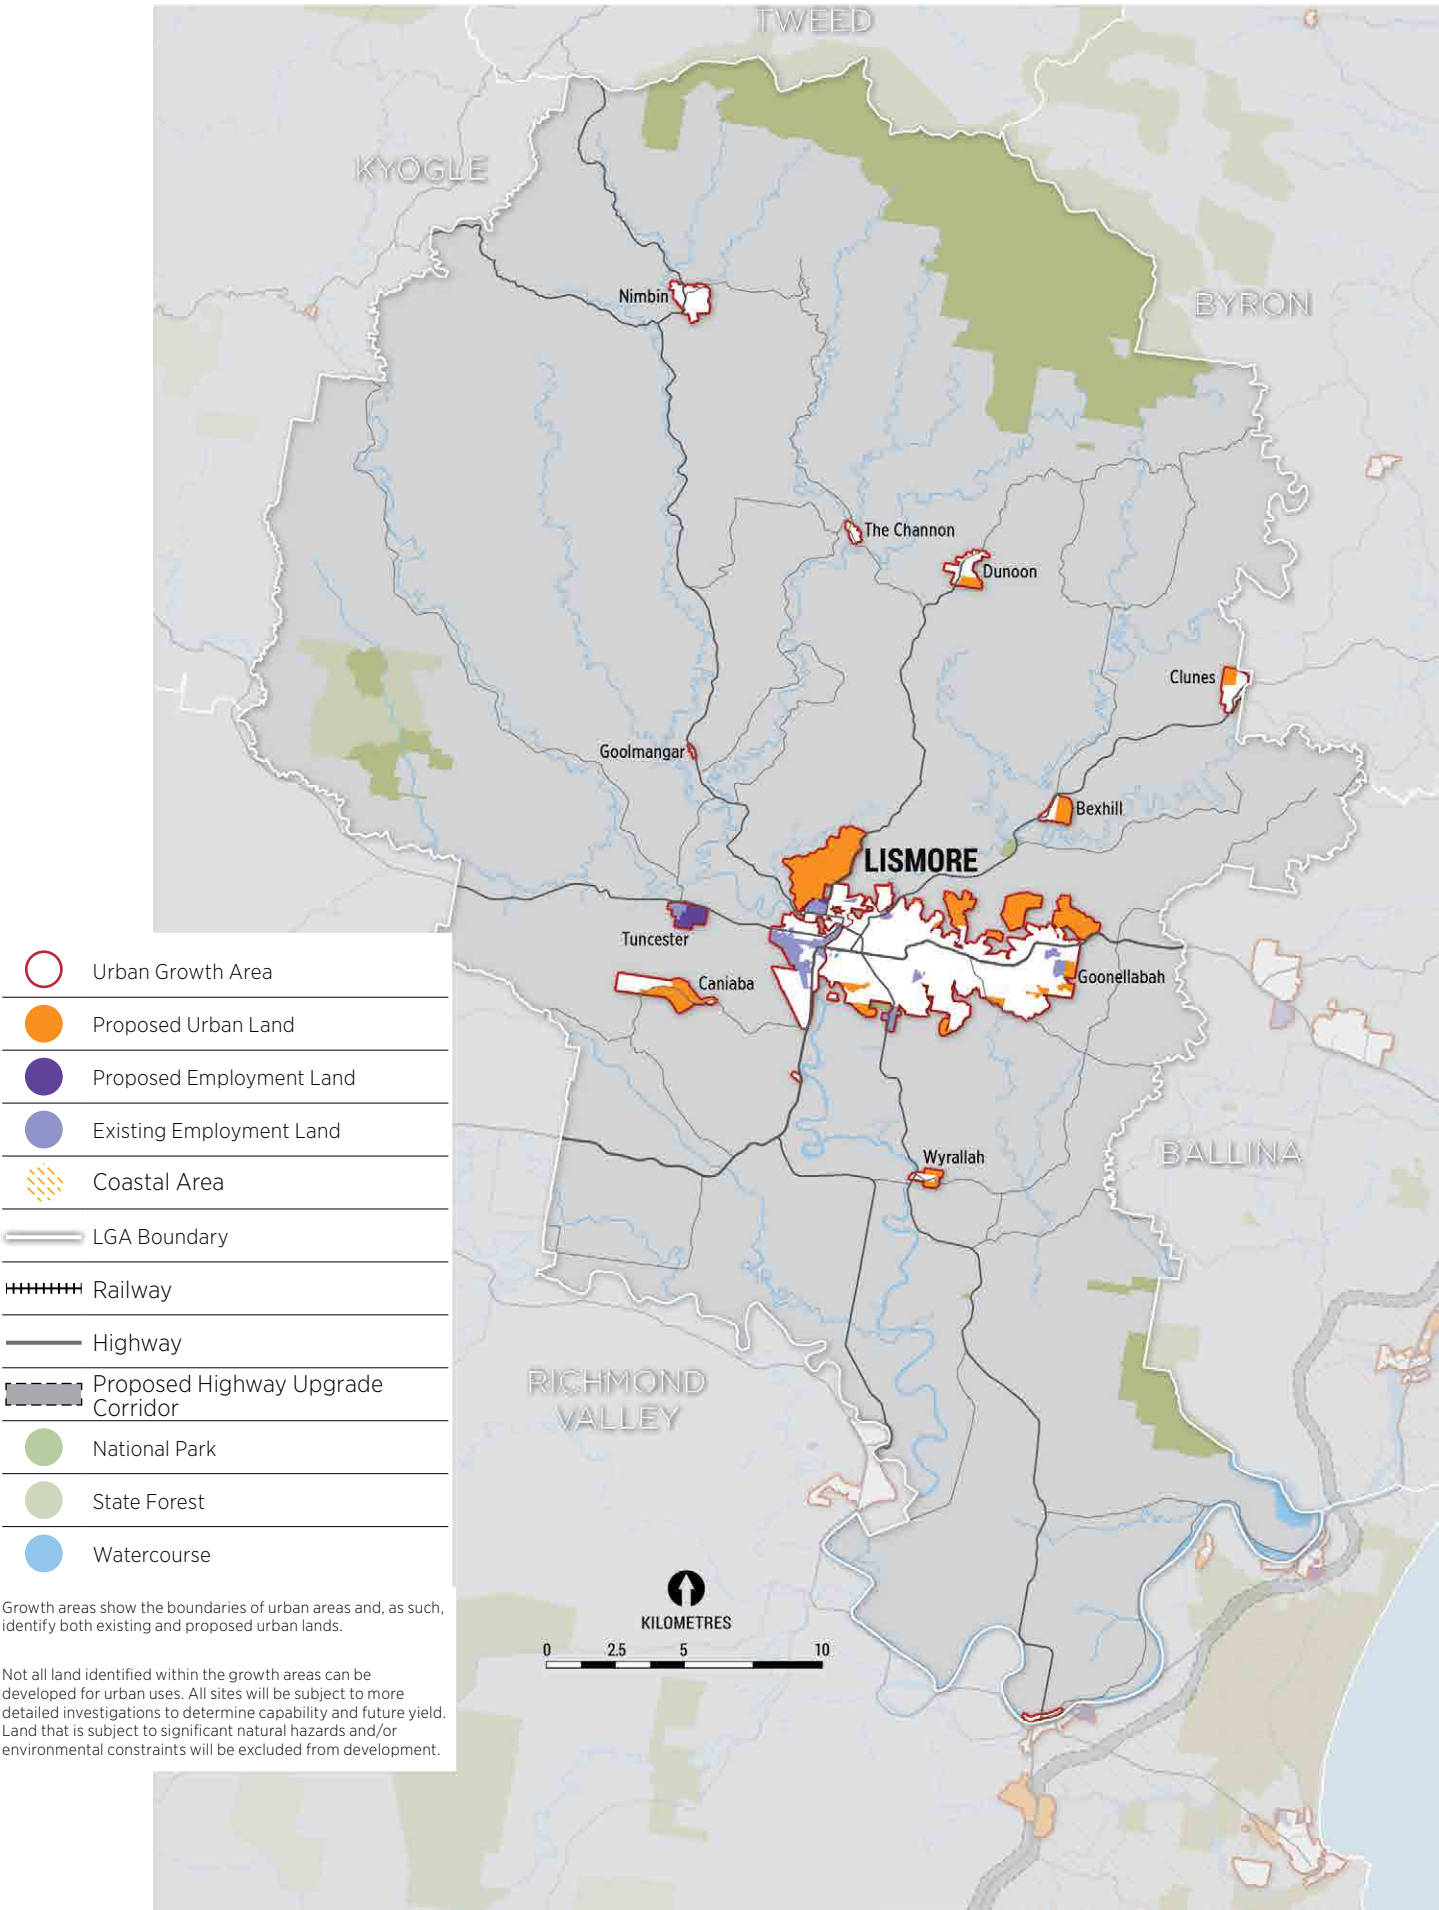 TWEED
KYOGLE
BYRON
Nimbin
The Channon
Dunoon
Clunes
Goolmangar
Bexhill
LISMORE
Tuncester
Caniaba
Goonellabah
BALLINA
Wyrallah
RICHMOND
VALLEY
Urban Growth Area
Proposed Urban Land
Proposed Employment Land
Existing Employment Land
Coastal Area
LGA Boundary
Railway
Highway
Proposed Highway Upgrade
Corridor
National Park
State Forest
Watercourse
Growth areas show the boundaries of urban areas and, as such,
identify both existing and proposed urban lands.
Not all land identified within the growth areas can be
developed for urban uses. All sites will be subject to more
detailed investigations to determine capability and future yield.
Land that is subject to significant natural hazards and/or
environmental constraints will be excluded from development.
KILOMETRES
0 2.5 5 10